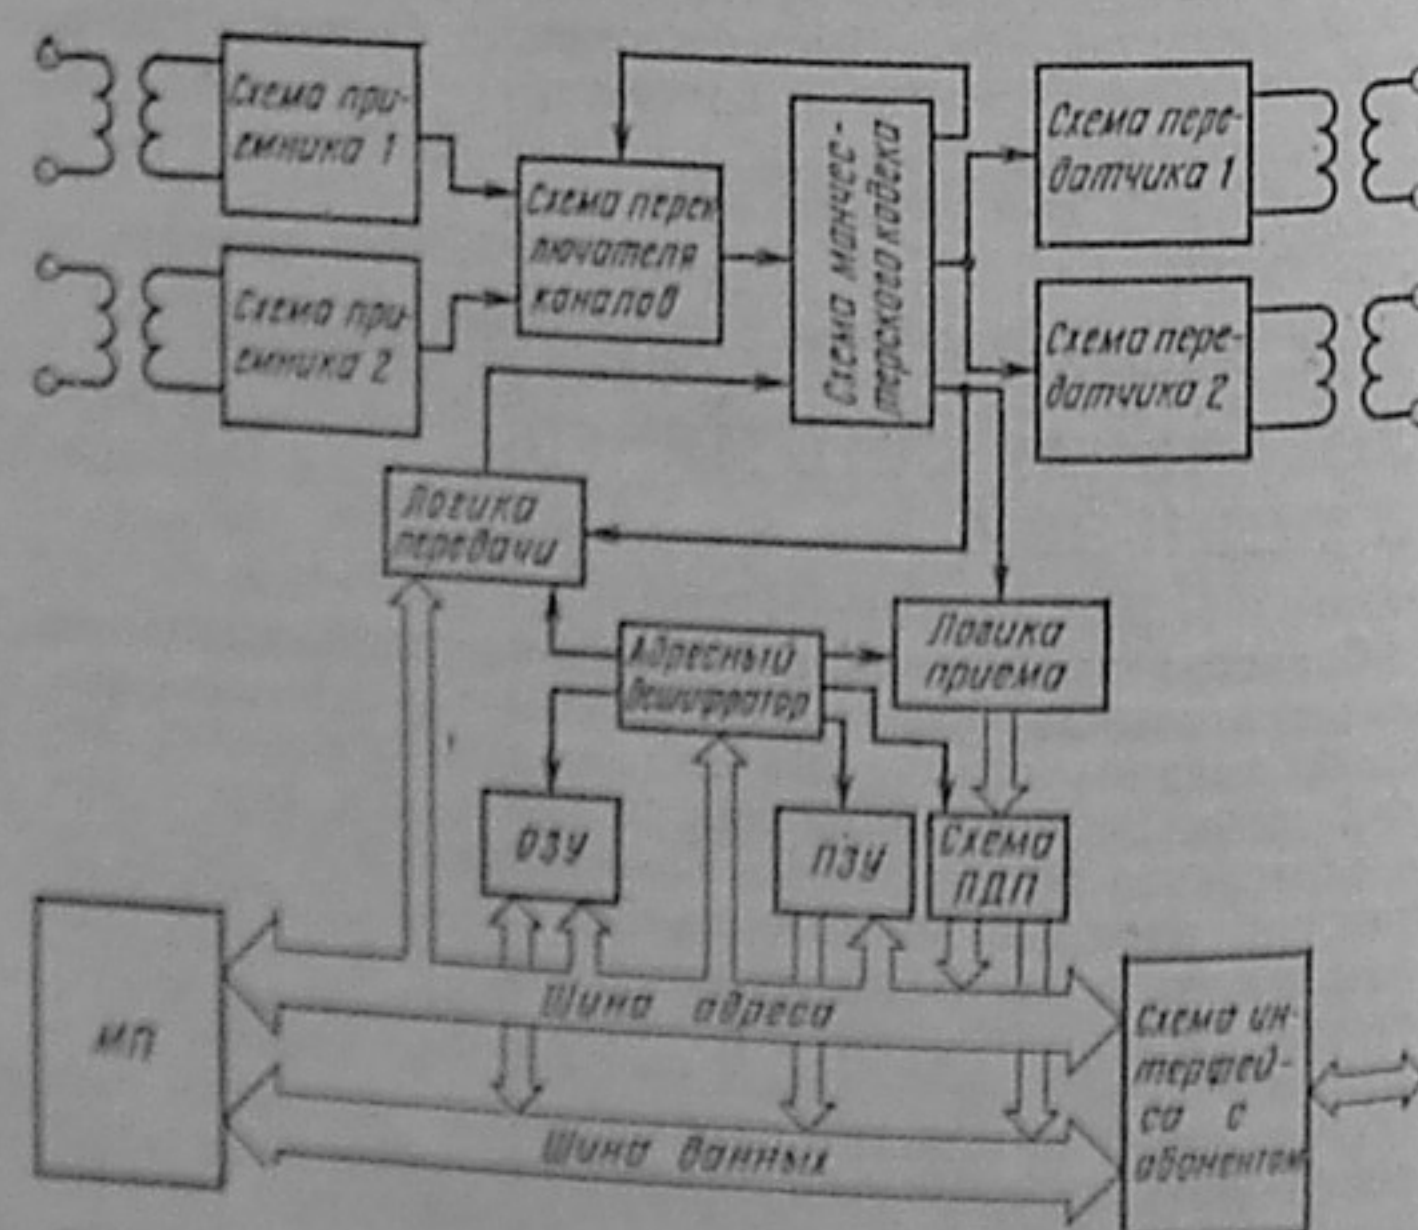 Схема при-
емника 1
Схема пере-
датчика 1
Схема манчес-
терского кодека
Схема перек
лючателя
каналов
Схема при-
емника 2
Схема пере-
датчика 2
Логика
передачи
Адресный
дешифратор
Логика
приема
ОЗУ
ПЗУ
Схема
ПДП
МП
Шина адреса
Схема ин-
терфей-
са с
абонентом
Шина данных